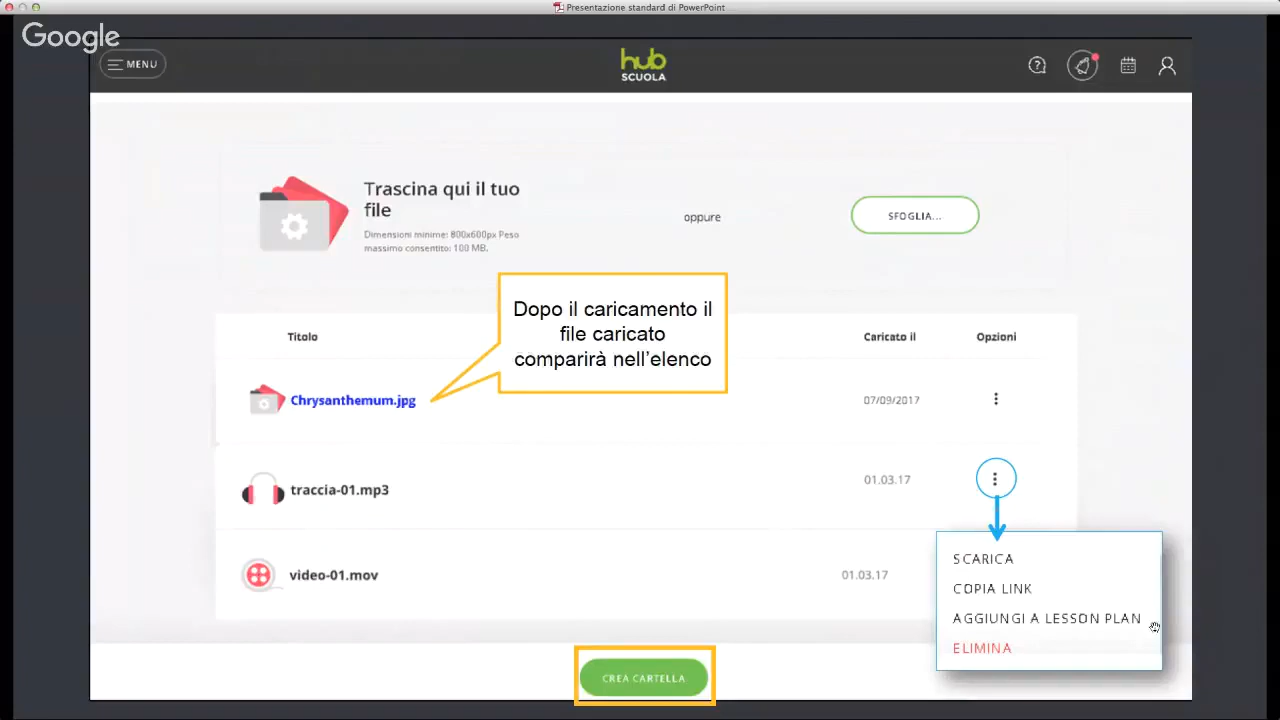 Presentazione standard di PowerPoint
Google
MENU
hub
SCUOLA
Trascina qui il tuo
file
Dimensioni minime: 800x600px Peso
massimo consentito: 100 MB.
oppure
SFOGLIA...
Dopo il caricamento il
file caricato
comparirà nell'elenco
Titolo
Caricato il
Opzioni
Chrysanthemum.jpg
07/09/2017
traccia-01.mp3
01.03.17
video-01.mov
01.03.17
SCARICA
COPIA LINK
AGGIUNGI A LESSON PLAN
ELIMINA
CREA CARTELLA